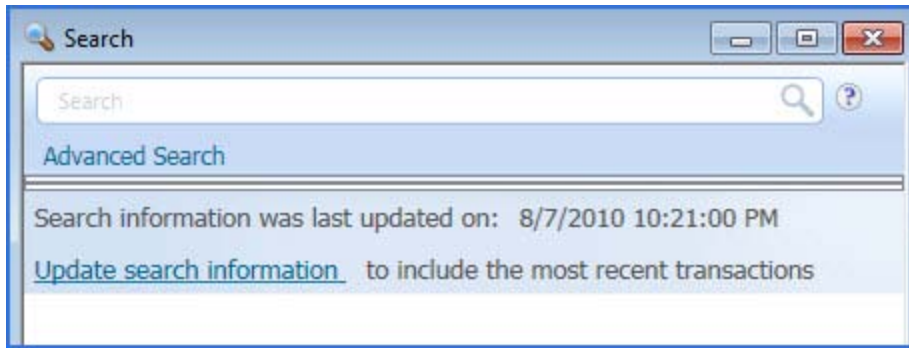 Search
Search
?
Advanced Search
Search information was last updated on: 8/7/2010 10:21:00 PM
Update search information to include the most recent transactions